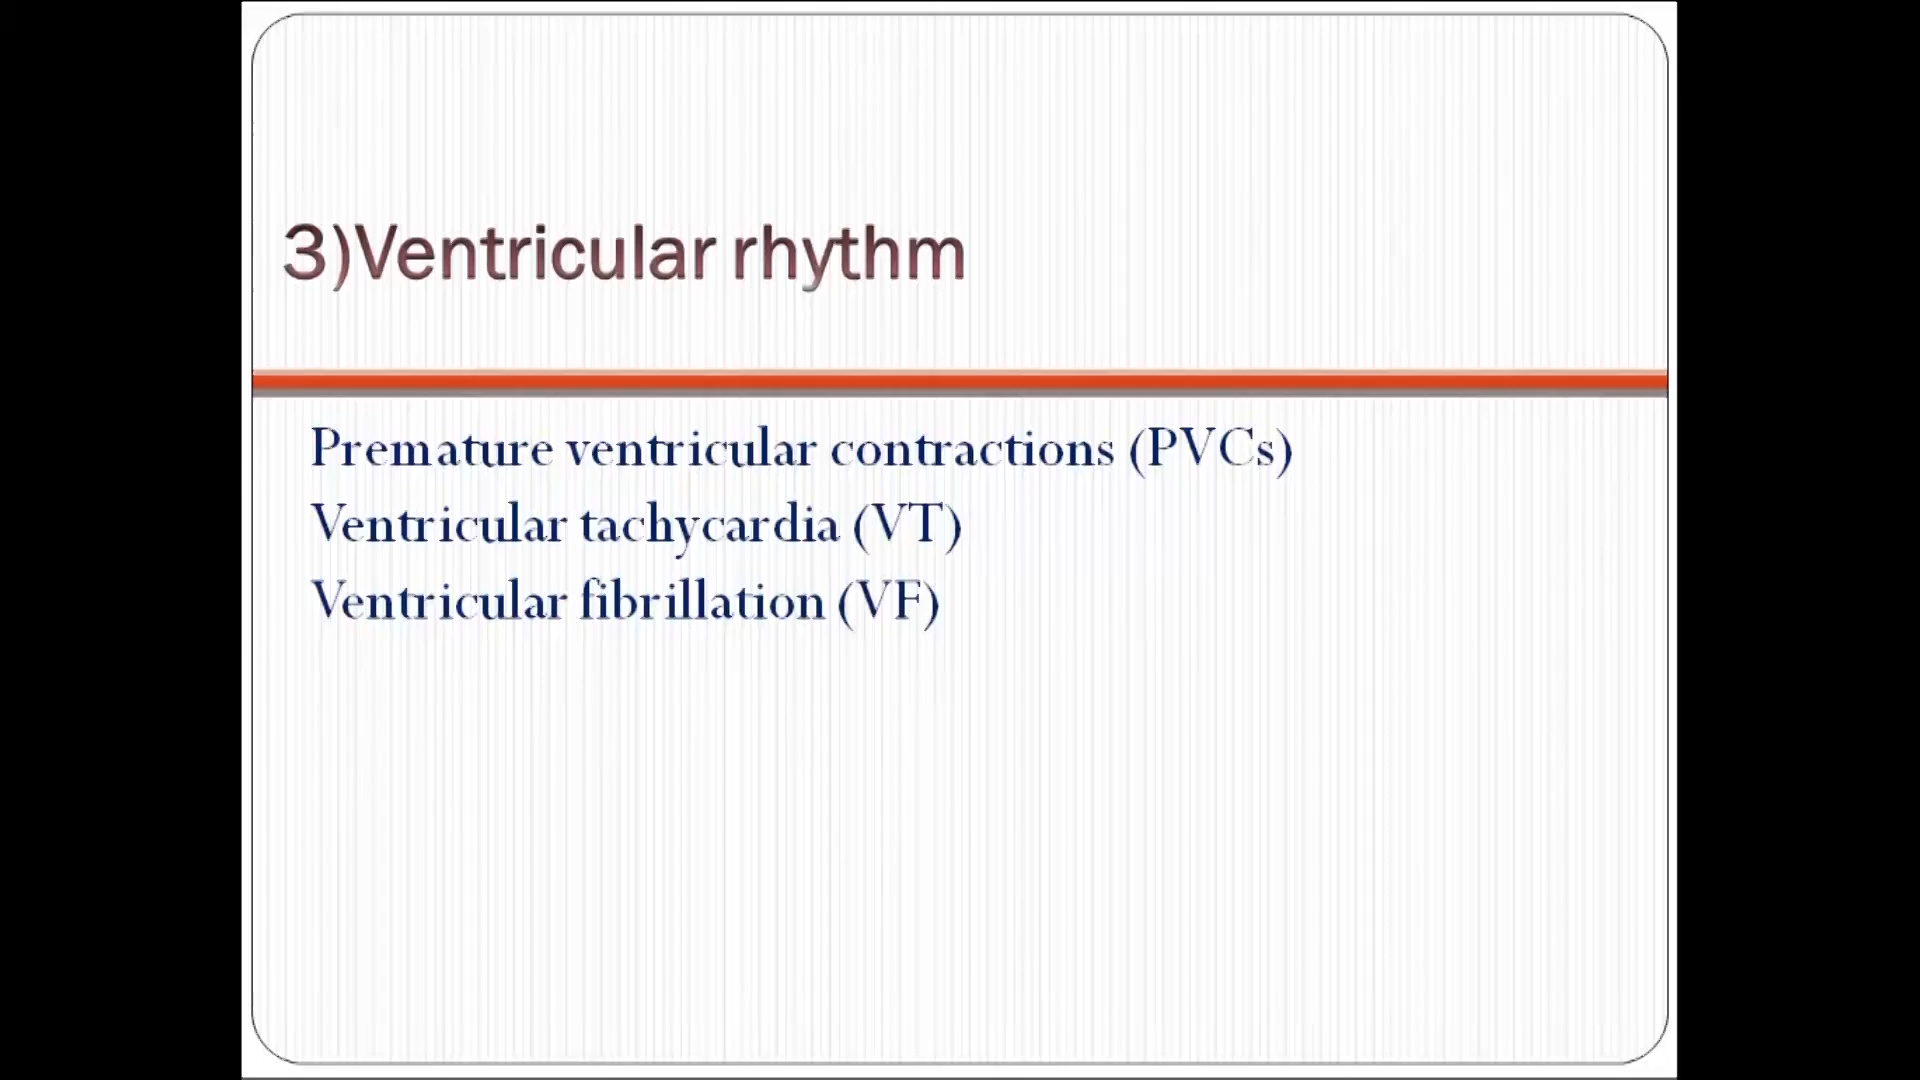 3)Ventricular rhythm
Premature ventricular contractions (PVCs)
Ventricular tachycardia (VT)
Ventricular fibrillation (VF)